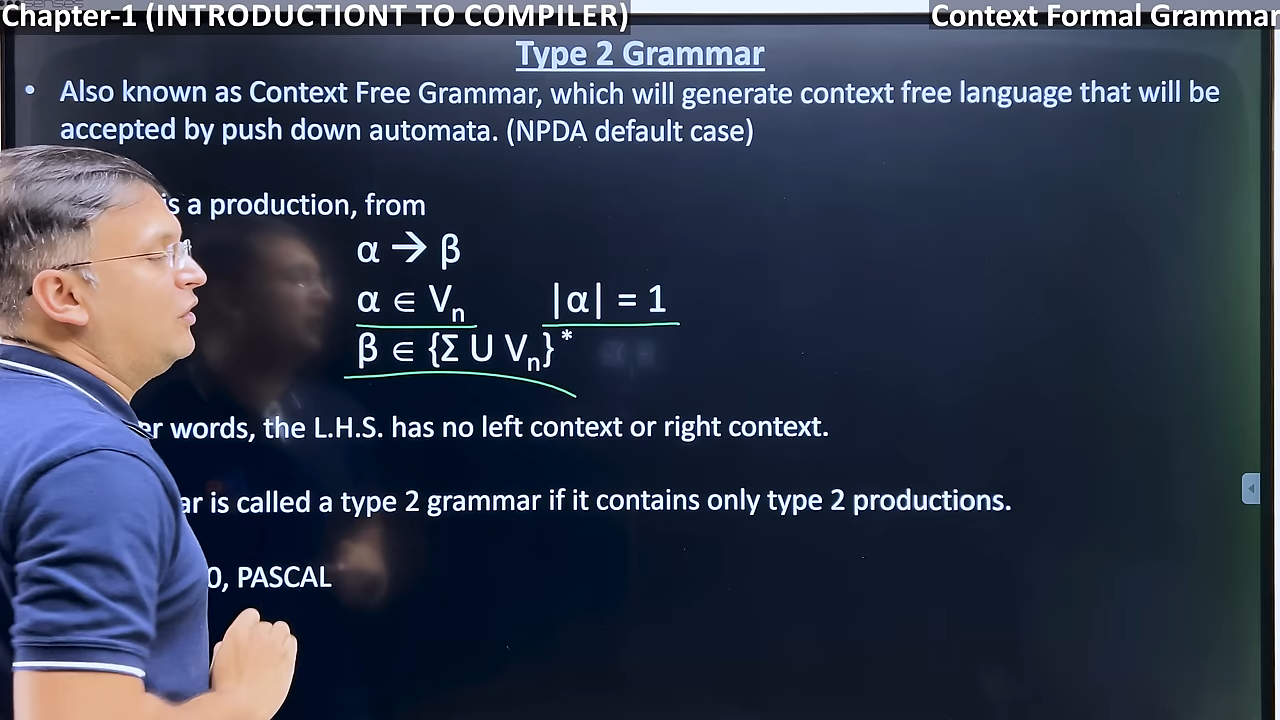 Chapter-1 (INTRODUCTIONT TO COMPILER)
Context Formal Grammar
Type 2 Grammar
• Also known as Context Free Grammar, which will generate context free language that will be
accepted by push down automata. (NPDA default case)
is a production, from
α → β
α ∈ Vn |α| = 1
β ∈ {Σ U Vn}*
er words, the L.H.S. has no left context or right context.
ar is called a type 2 grammar if it contains only type 2 productions.
0, PASCAL